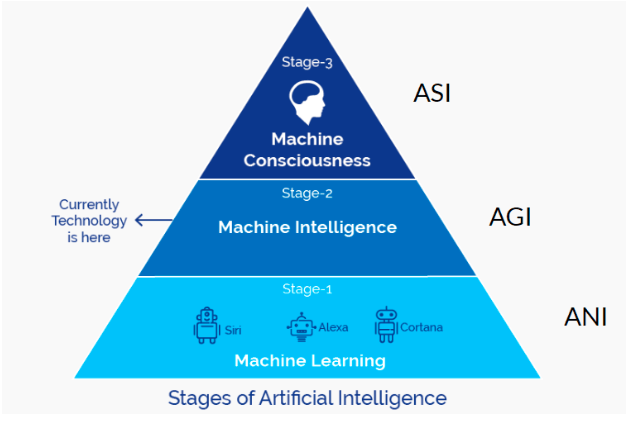 Stage-3
ASI
Machine
Consciousness
Stage-2
Currently
Technology
is here
Machine Intelligence
AGI
Stage-1
Siri
Alexa
Cortana
ANI
Machine Learning
Stages of Artificial Intelligence